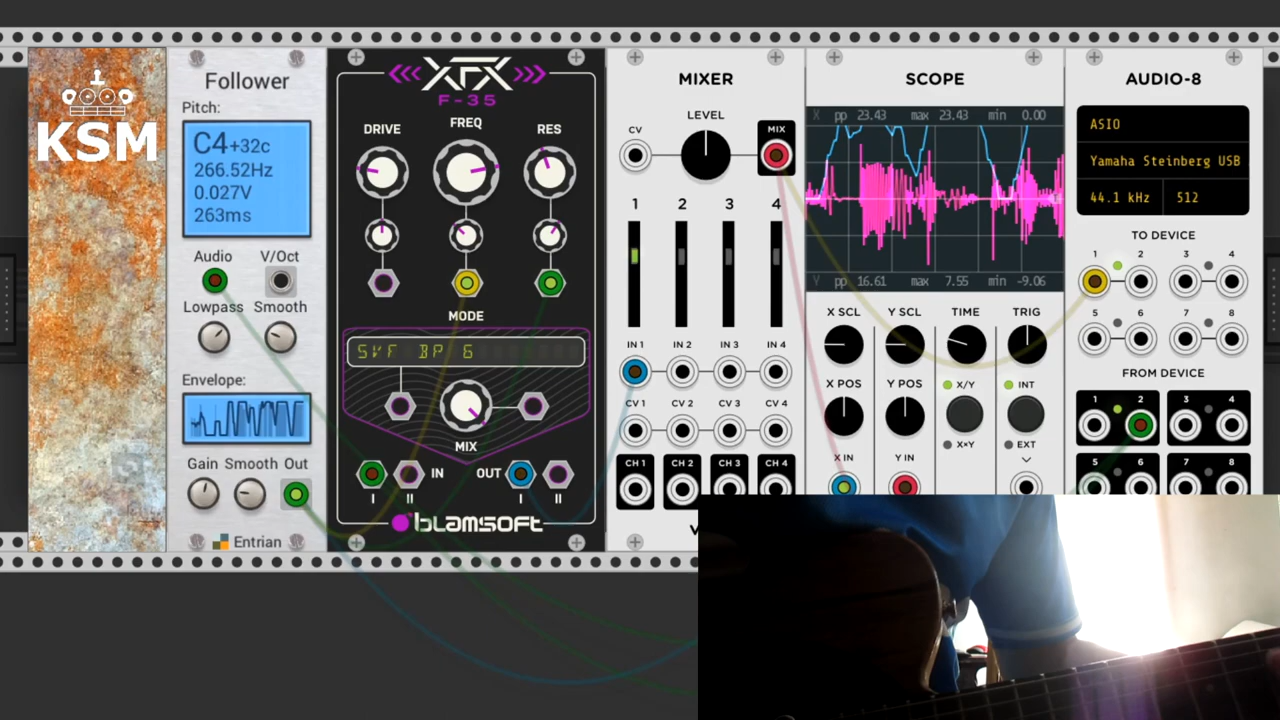 KSM
Follower
Pitch:
C4+32c
266.52Hz
0.027V
263ms
Audio V/Oct
Lowpass Smooth
Envelope:
Gain Smooth Out
Entrian
XFX
F-35
DRIVE FREQ RES
MODE
SVF BP 6
MIX
IN OUT
I II I II
blamsoft
MIXER
LEVEL
CV MIX
1 2 3 4
IN 1 IN 2 IN 3 IN 4
CV 1 CV 2 CV 3 CV 4
CH 1 CH 2 CH 3 CH 4
SCOPE
X pp 23.43 max 23.43 min 0.00
Y pp 16.61 max 7.55 min -9.06
X SCL Y SCL TIME TRIG
X POS Y POS X/Y INT
X×Y EXT
X IN Y IN
AUDIO-8
ASIO
Yamaha Steinberg USB
44.1 kHz 512
TO DEVICE
1 2 3 4
5 6 7 8
FROM DEVICE
1 2 3 4
5 6 7 8